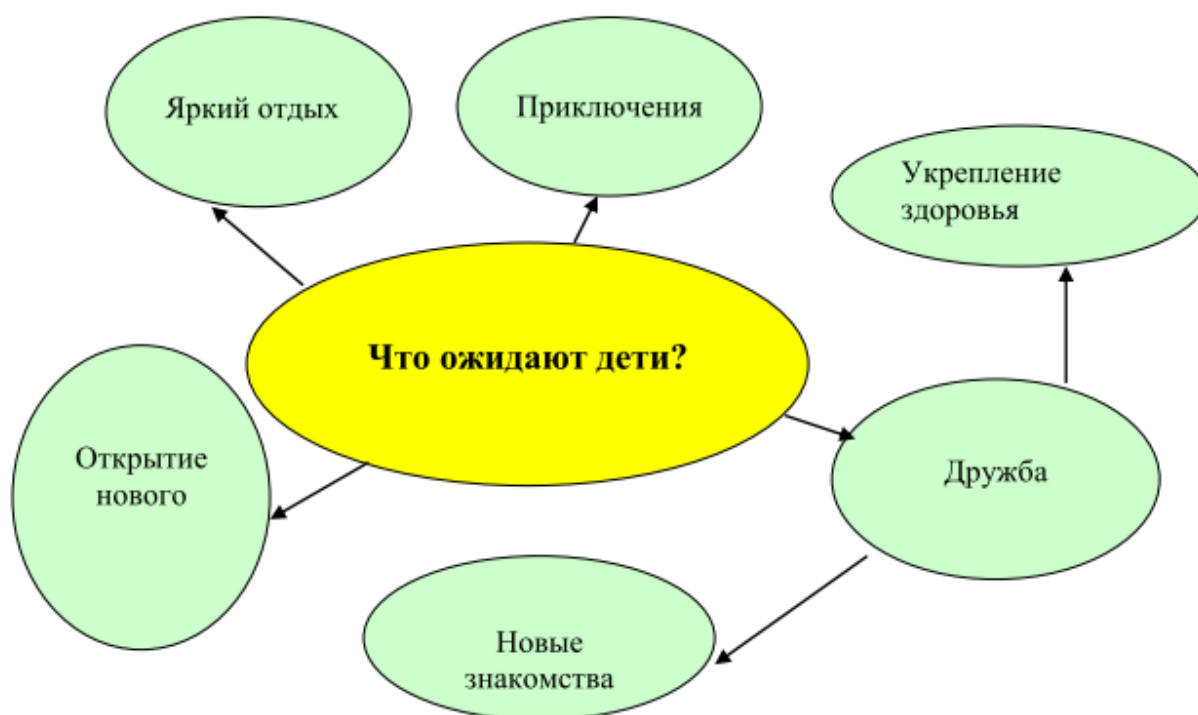 Яркий отдых
Приключения
Укрепление
здоровья
Что ожидают дети?
Открытие
нового
Дружба
Новые
знакомства